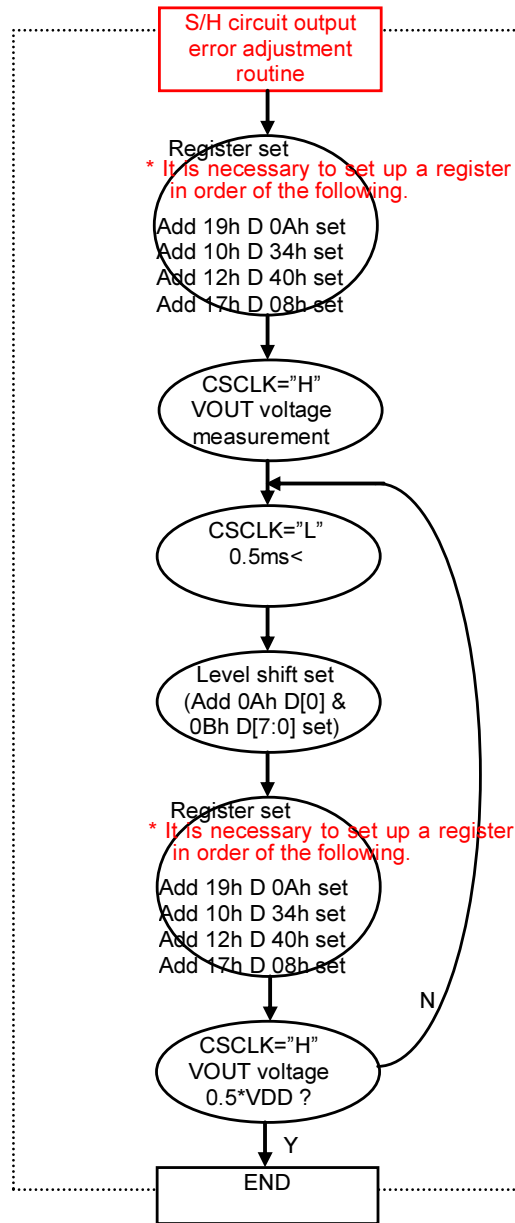 S/H circuit output
error adjustment
routine
Register set
* It is necessary to set up a register
in order of the following.
Add 19h D 0Ah set
Add 10h D 34h set
Add 12h D 40h set
Add 17h D 08h set
CSCLK=”H”
VOUT voltage
measurement
CSCLK=”L”
0.5ms<
Level shift set
(Add 0Ah D[0] &
0Bh D[7:0] set)
Register set
* It is necessary to set up a register
in order of the following.
Add 19h D 0Ah set
Add 10h D 34h set
Add 12h D 40h set
Add 17h D 08h set
N
CSCLK=”H”
VOUT voltage
0.5*VDD ?
Y
END